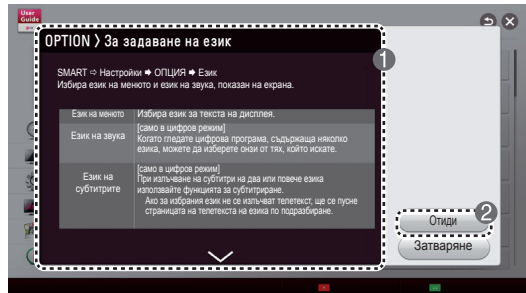 User
Guide
OPTION > За задаване на език
1
SMART ⇨ Настройки ➡ ОПЦИЯ ➡ Език
Избира език на менюто и език на звука, показан на екрана.
Език на менюто Избира език за текста на дисплея.
Език на звука
[само в цифров режим]
Когато гледате цифрова програма, съдържаща няколко
езика, можете да изберете онзи от тях, който искате.
Език на
субтитрите
[само в цифров режим]
При излъчване на субтитри на два или повече езика
използвайте функцията за субтитриране.
Ако за избрания език не се излъчват телетекст, ще се пусне
страницата на телетекста на езика по подразбиране.
Отиди 2
Затваряне